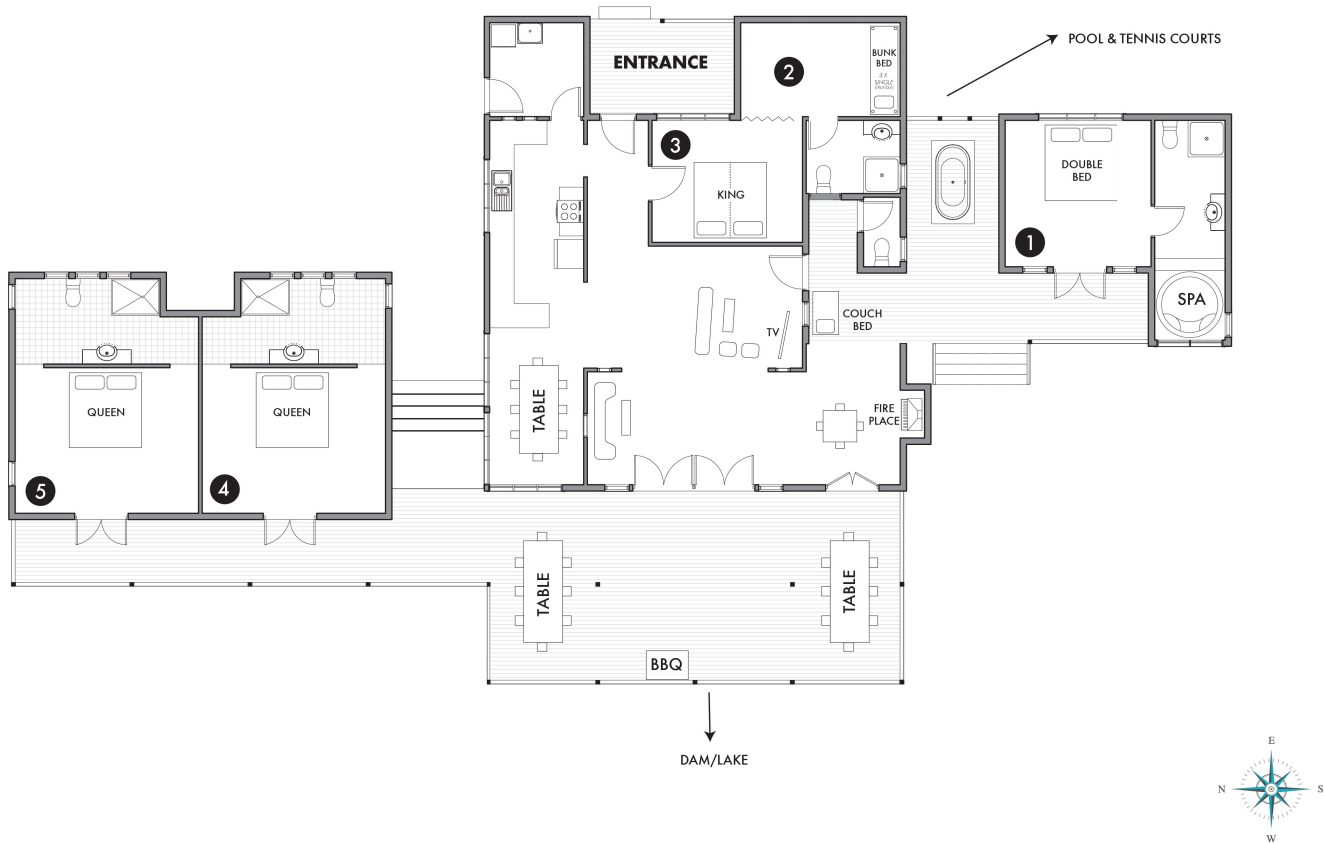 POOL & TENNIS COURTS
ENTRANCE
2
BUNK
BED
3 X
SINGLE
(TRUNDLE)
3
KING
DOUBLE
BED
1
SPA
COUCH
BED
TV
QUEEN
QUEEN
5
4
TABLE
FIRE
PLACE
TABLE
TABLE
BBQ
DAM/LAKE
E
N
S
W